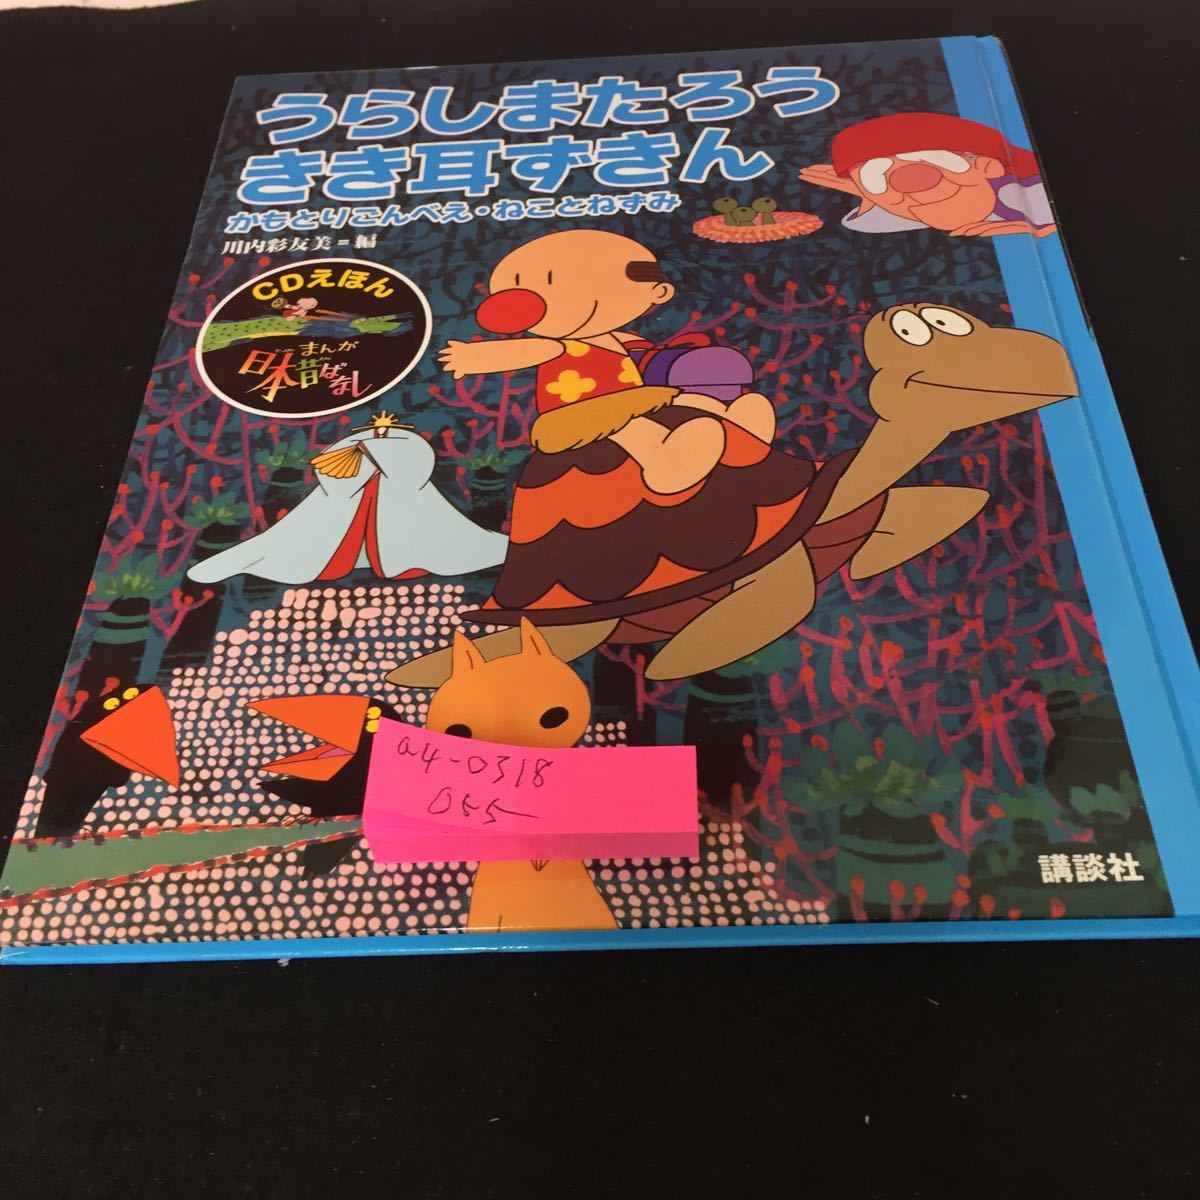 うらしまたろう
きき耳ずきん
かもとりごんべえ・ねことねずみ
川内彩友美=編
CDえほん
まんが
日本昔ばなし
a4-0318
055
講談社